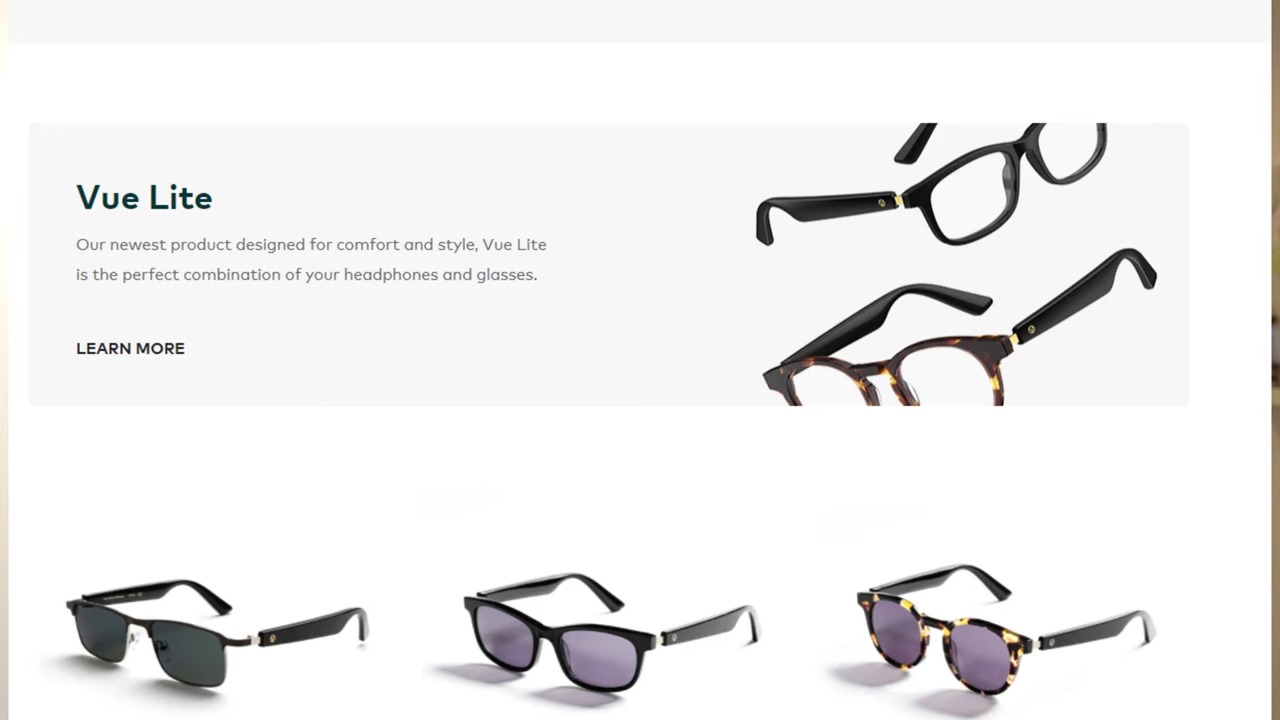 Vue Lite
Our newest product designed for comfort and style, Vue Lite
is the perfect combination of your headphones and glasses.
LEARN MORE